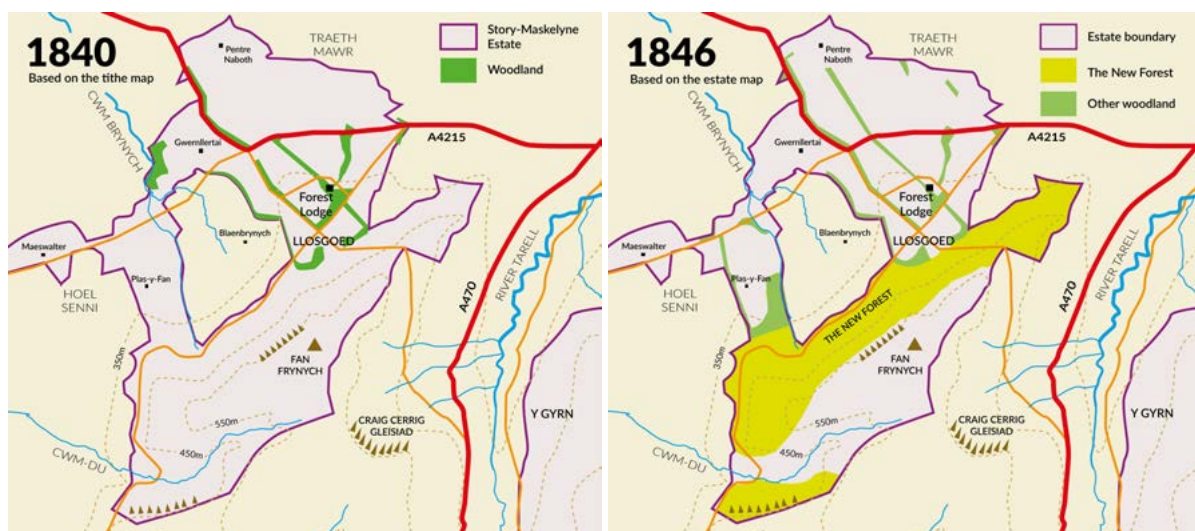 1840
Based on the tithe map
Story-Maskelyne
Estate
Woodland
TRAETH
MAWR
Pentre
Naboth
CWM BRYNYCH
Gwernllertai
A4215
Forest
Lodge
Blaenbrynych
LLOSGOED
Maeswalter
Plas-y-Fan
HOEL
SENNI
A470
RIVER TARELL
350m
FAN
FRYNYCH
550m
450m
CRAIG CERRIG
GLEISIAD
CWM-DU
Y GYRN
1846
Based on the estate map
Estate boundary
The New Forest
Other woodland
TRAETH
MAWR
Pentre
Naboth
CWM BRYNYCH
Gwernllertai
A4215
Forest
Lodge
Blaenbrynych
LLOSGOED
Maeswalter
Plas-y-Fan
HOEL
SENNI
A470
RIVER TARELL
THE NEW FOREST
350m
FAN
FRYNYCH
550m
450m
CRAIG CERRIG
GLEISIAD
CWM-DU
Y GYRN